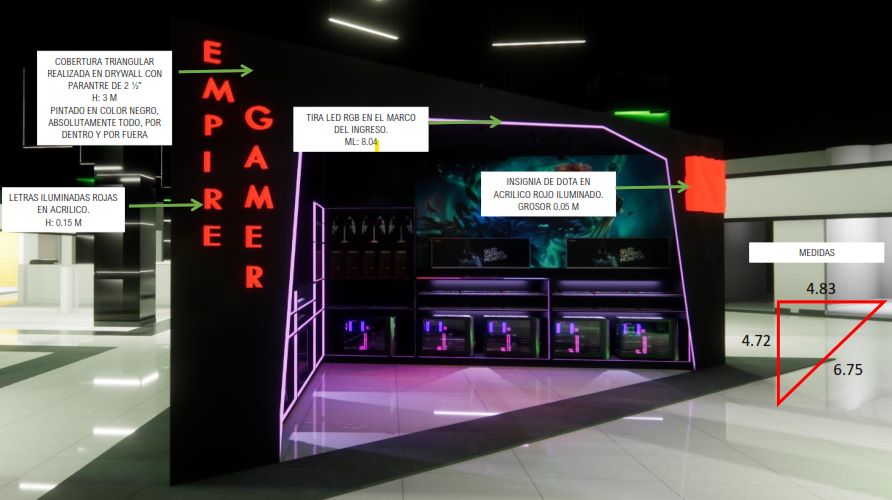 COBERTURA TRIANGULAR
REALIZADA EN DRYWALL CON
PARANTRE DE 2 ½"
H: 3 M
PINTADO EN COLOR NEGRO,
ABSOLUTAMENTE TODO, POR
DENTRO Y POR FUERA
LETRAS ILUMINADAS ROJAS
EN ACRILICO.
H: 0.15 M
EMPIRE
GAMER
TIRA LED RGB EN EL MARCO
DEL INGRESO.
ML: 8.04
INSIGNIA DE DOTA EN
ACRILICO ROJO ILUMINADO.
GROSOR 0.05 M
MEDIDAS
4.83
4.72
6.75